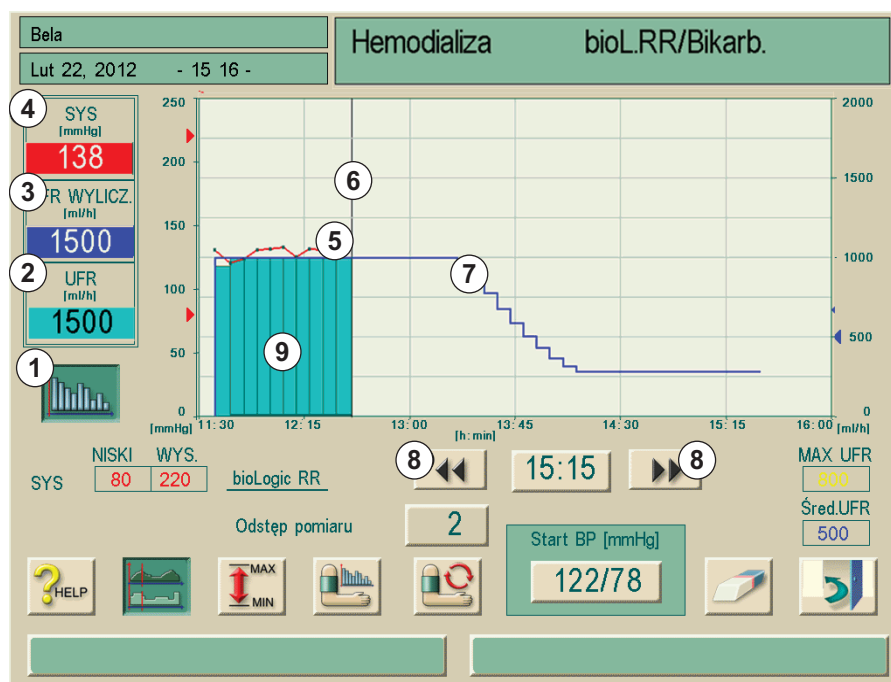 Bela
Hemodializa bioL.RR/Bikarb.
Lut 22, 2012 - 15 16 -
4
SYS
[mmHg]
138
3
FR WYLICZ.
[ml/h]
1500
2
UFR
[ml/h]
1500
1
250
200
150
100
50
0
[mmHg]
2000
1500
1000
500
0
[ml/h]
6
5
7
9
11:30 12:15 13:00 13:45 14:30 15:15 16:00
[h:min]
NISKI WYS.
SYS 80 220 bioLogic RR
8 15:15 8
MAX UFR
800
Odstęp pomiaru 2
Śred.UFR
500
Start BP [mmHg]
122/78
HELP
MAX
MIN